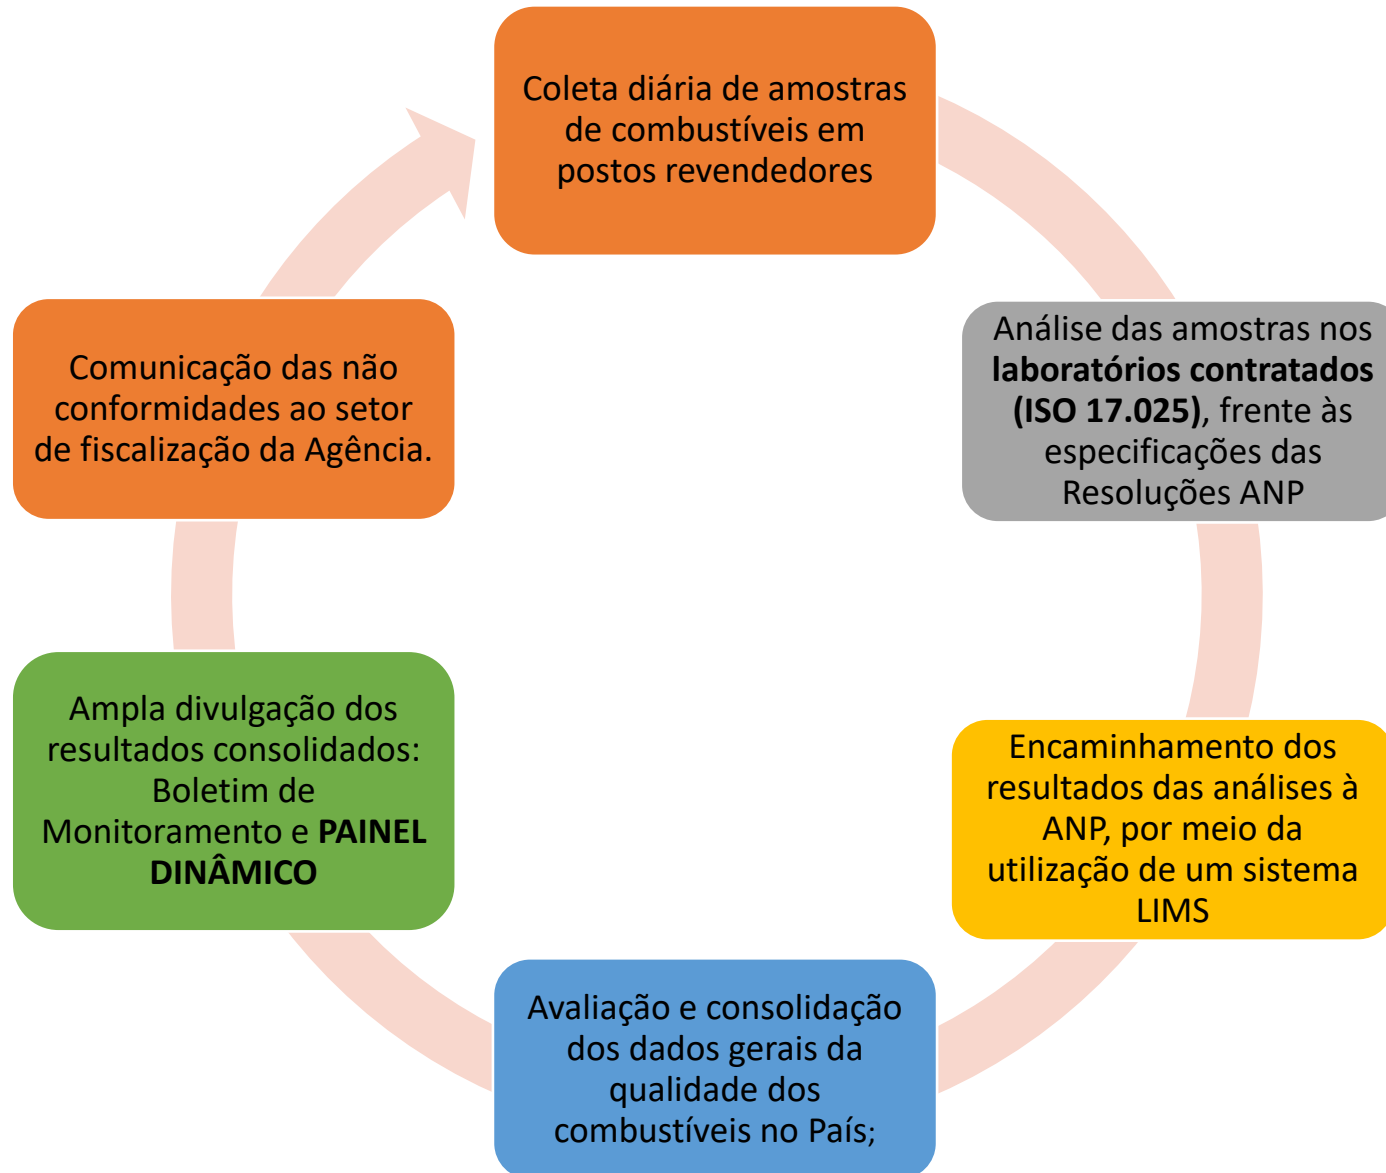 Coleta diária de amostras
de combustíveis em
postos revendedores
Análise das amostras nos
laboratórios contratados
(ISO 17.025), frente às
especificações das
Resoluções ANP
Encaminhamento dos
resultados das análises à
ANP, por meio da
utilização de um sistema
LIMS
Avaliação e consolidação
dos dados gerais da
qualidade dos
combustíveis no País;
Ampla divulgação dos
resultados consolidados:
Boletim de
Monitoramento e PAINEL
DINÂMICO
Comunicação das não
conformidades ao setor
de fiscalização da Agência.